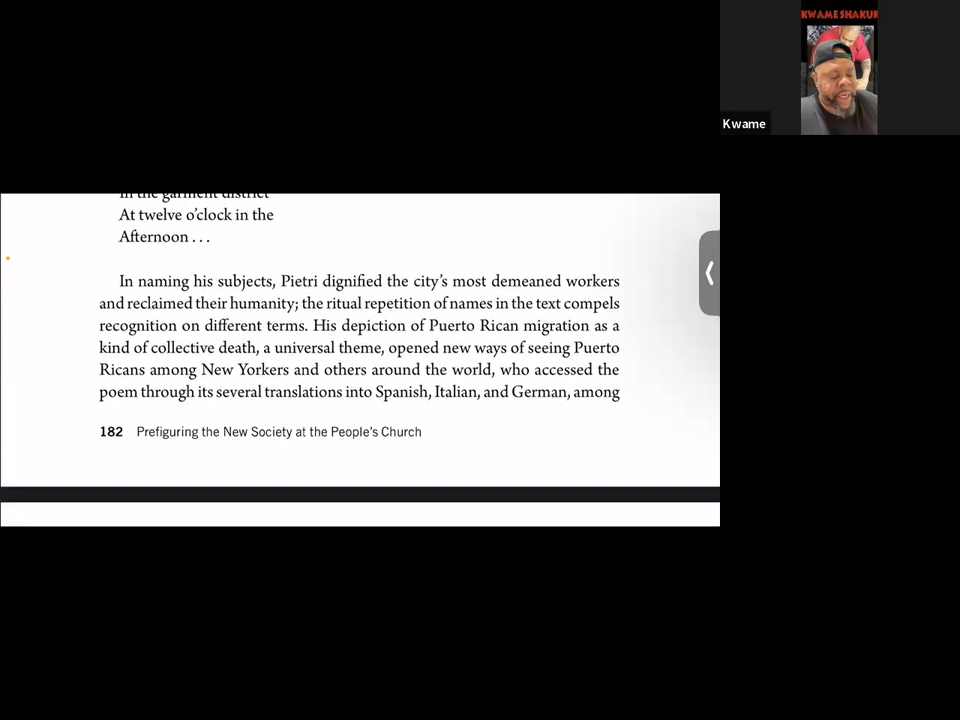 KWAME SHAKUR
Kwame
In the garment district
At twelve o’clock in the
Afternoon . . .
In naming his subjects, Pietri dignified the city’s most demeaned workers
and reclaimed their humanity; the ritual repetition of names in the text compels
recognition on different terms. His depiction of Puerto Rican migration as a
kind of collective death, a universal theme, opened new ways of seeing Puerto
Ricans among New Yorkers and others around the world, who accessed the
poem through its several translations into Spanish, Italian, and German, among
182 Prefiguring the New Society at the People’s Church